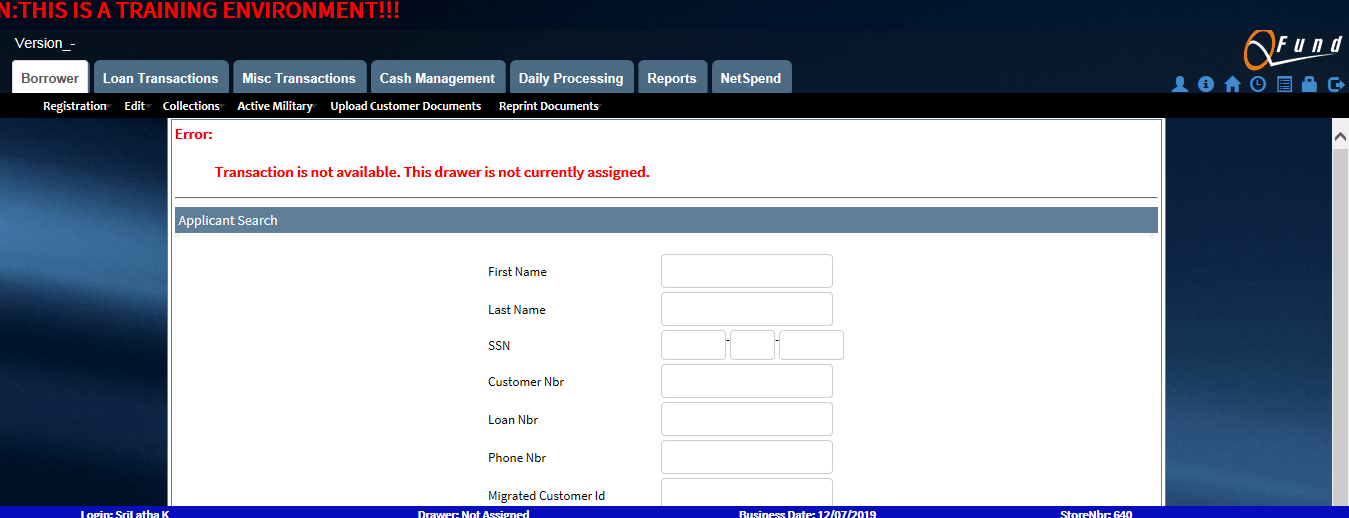 N:THIS IS A TRAINING ENVIRONMENT!!!
Version_-
QFund
Borrower Loan Transactions Misc Transactions Cash Management Daily Processing Reports NetSpend
Registration Edit Collections Active Military Upload Customer Documents Reprint Documents
Error:
Transaction is not available. This drawer is not currently assigned.
Applicant Search
First Name
Last Name
SSN - -
Customer Nbr
Loan Nbr
Phone Nbr
Migrated Customer Id
Login: SriLatha K Drawer: Not Assigned Business Date: 12/07/2019 StoreNbr: 640